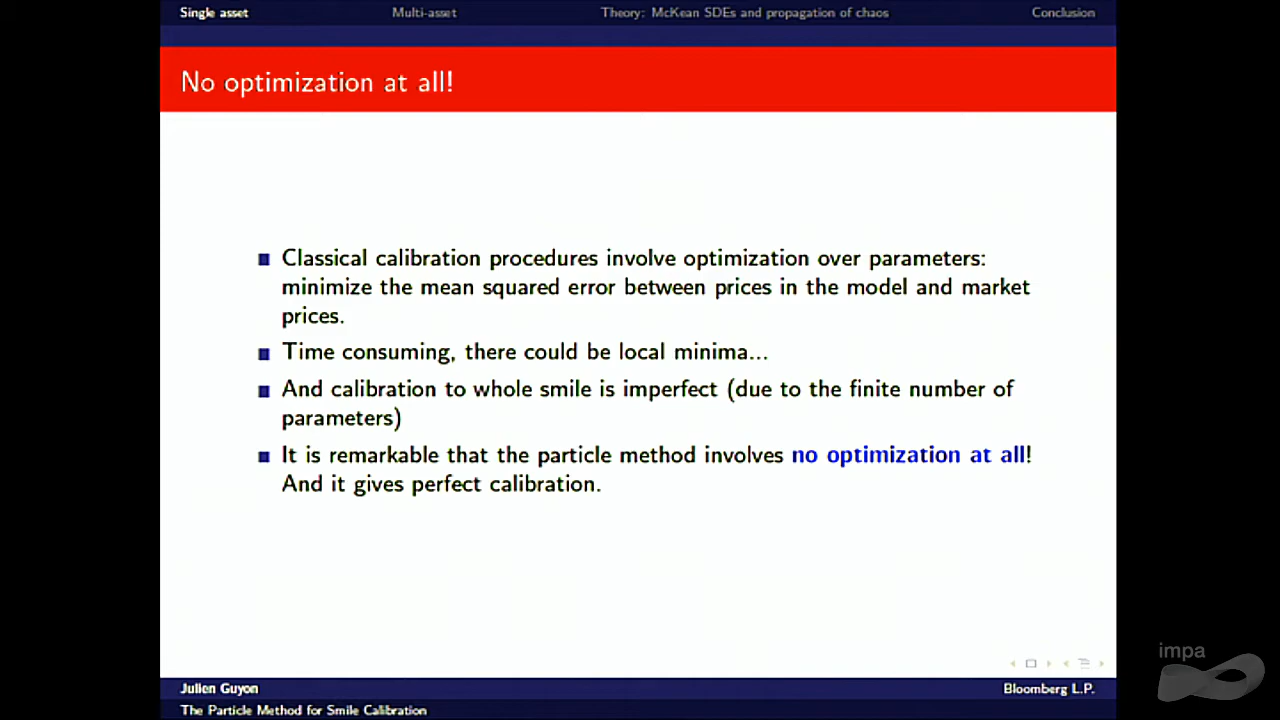 Single asset Multi-asset Theory: McKean SDEs and propagation of chaos Conclusion
No optimization at all!
Classical calibration procedures involve optimization over parameters:
minimize the mean squared error between prices in the model and market
prices.
Time consuming, there could be local minima...
And calibration to whole smile is imperfect (due to the finite number of
parameters)
It is remarkable that the particle method involves no optimization at all!
And it gives perfect calibration.
impa
Julien Guyon Bloomberg L.P.
The Particle Method for Smile Calibration